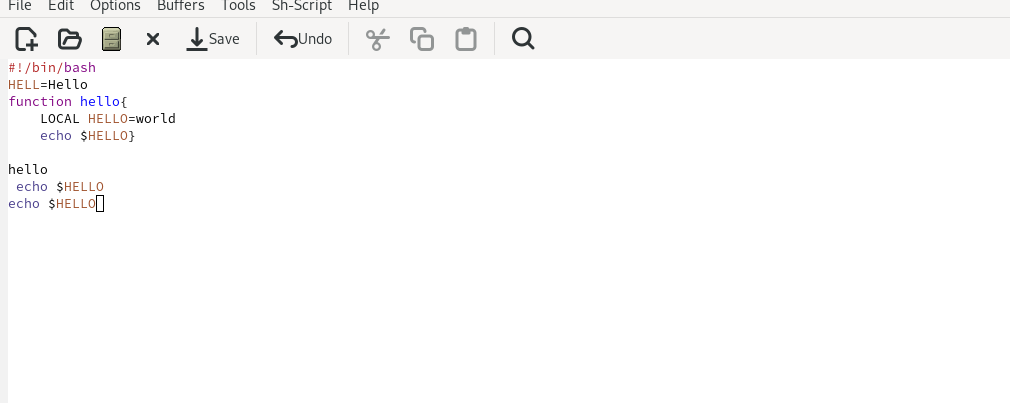 File Edit Options Buffers Tools Sh-Script Help
Save Undo
#!/bin/bash
HELL=Hello
function hello{
    LOCAL HELLO=world
    echo $HELLO}

hello
 echo $HELLO
echo $HELLO